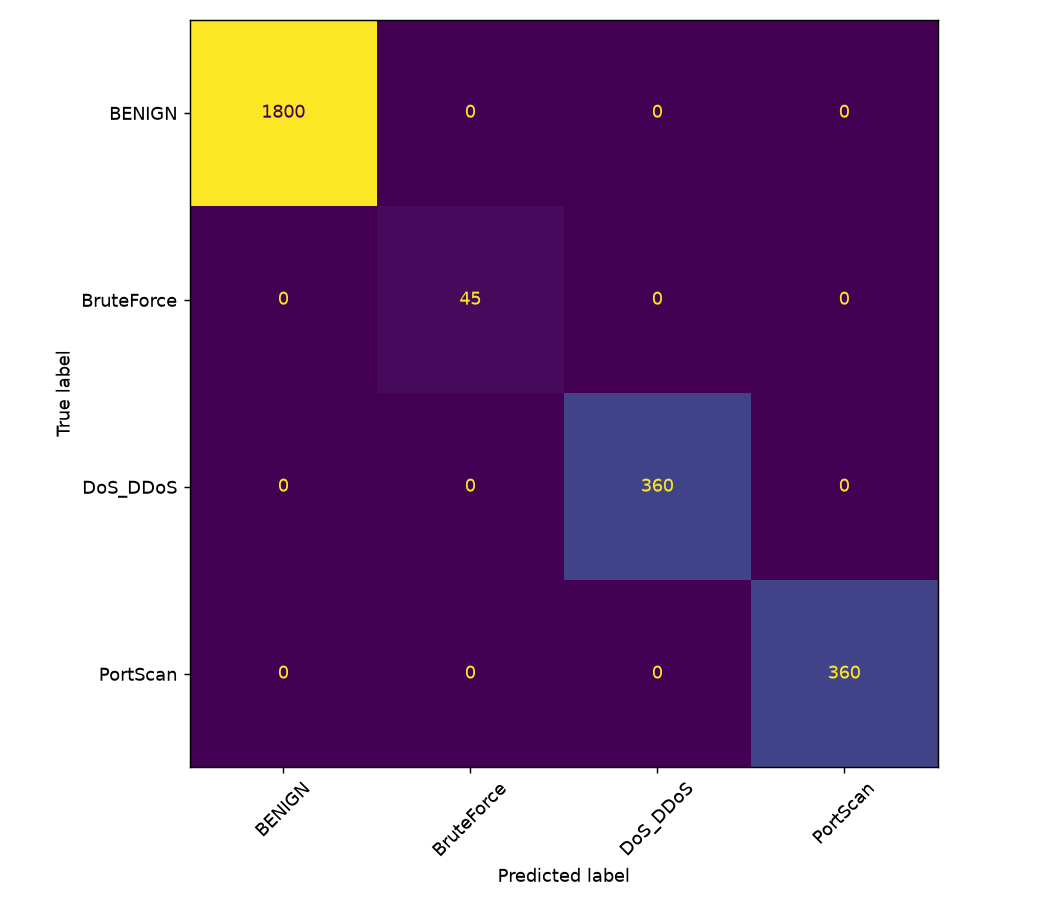 BENIGN 1800 0 0 0
BruteForce 0 45 0 0
True label
DoS_DDoS 0 0 360 0
PortScan 0 0 0 360
BENIGN BruteForce DoS_DDoS PortScan
Predicted label